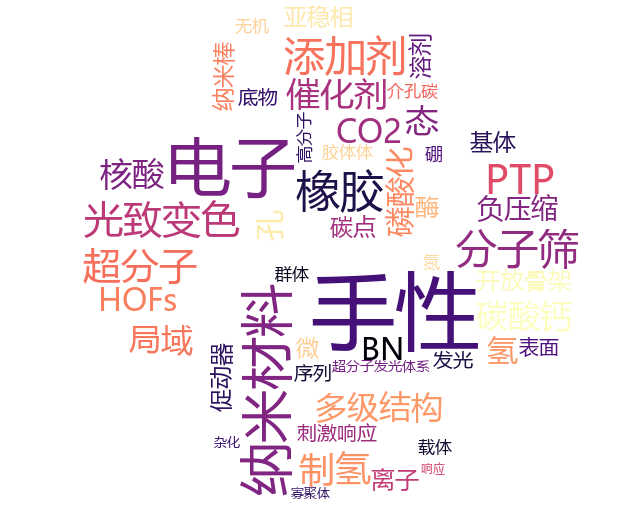 亚稳相
无机
添加剂
溶剂
纳米棒
底物
催化剂
介孔碳
CO2
态
高分子
电子
核酸
胶体体
硼
基体
橡胶
磷酸化
PTP
酶
负压缩
光致变色
孔
碳点
分子筛
超分子
群体
氮
开放骨架
HOFs
手性
纳米材料
碳酸钙
局域
微
BN
氢
表面
促动器
序列
超分子发光体系
发光
多级结构
刺激响应
杂化
载体
制氢
离子
响应
寡聚体